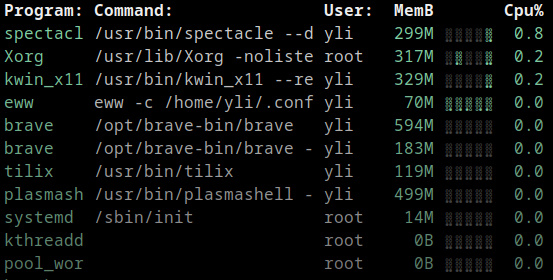 Program: Command: User: MemB Cpu%
spectacl /usr/bin/spectacle --d yli 299M 0.8
Xorg /usr/lib/Xorg -noliste root 317M 0.2
kwin_x11 /usr/bin/kwin_x11 --re yli 329M 0.2
eww eww -c /home/yli/.conf yli 70M 0.0
brave /opt/brave-bin/brave yli 594M 0.0
brave /opt/brave-bin/brave - yli 183M 0.0
tilix /usr/bin/tilix yli 119M 0.0
plasmash /usr/bin/plasmashell - yli 499M 0.0
systemd /sbin/init root 14M 0.0
kthreadd root 0B 0.0
pool_wor root 0B 0.0